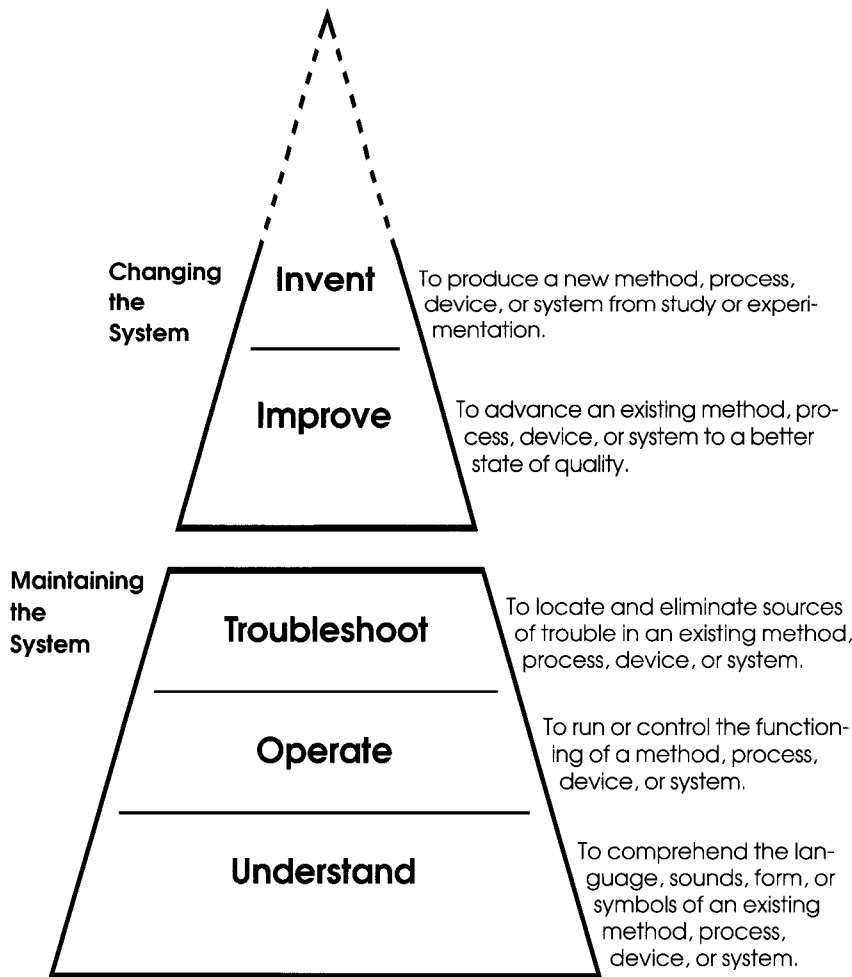 Changing
the
System
Invent
To produce a new method, process,
device, or system from study or experi-
mentation.
Improve
To advance an existing method, pro-
cess, device, or system to a better
state of quality.
Maintaining
the
System
Troubleshoot
To locate and eliminate sources
of trouble in an existing method,
process, device, or system.
Operate
To run or control the function-
ing of a method, process,
device, or system.
Understand
To comprehend the lan-
guage, sounds, form, or
symbols of an existing
method, process,
device, or system.